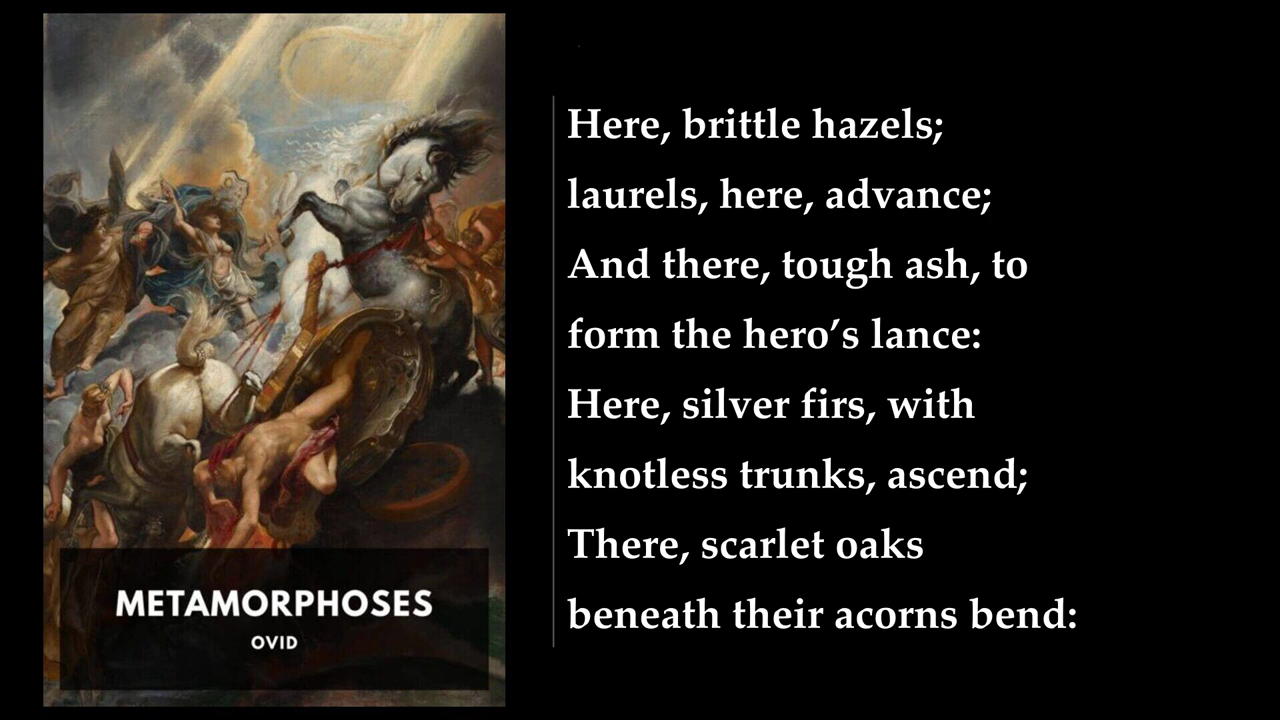 METAMORPHOSES
OVID
Here, brittle hazels;
laurels, here, advance;
And there, tough ash, to
form the hero’s lance:
Here, silver firs, with
knotless trunks, ascend;
There, scarlet oaks
beneath their acorns bend: